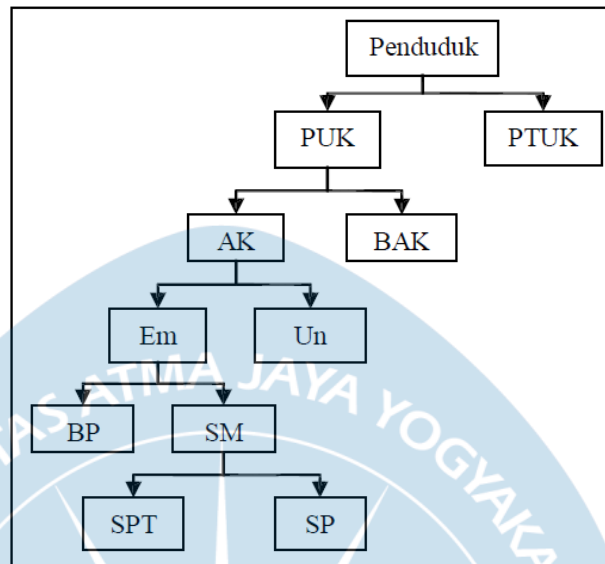 Penduduk
PUK
PTUK
AK
BAK
Em
Un
BP
SM
SPT
SP
TAS ATMA JAYA YOGYAKA